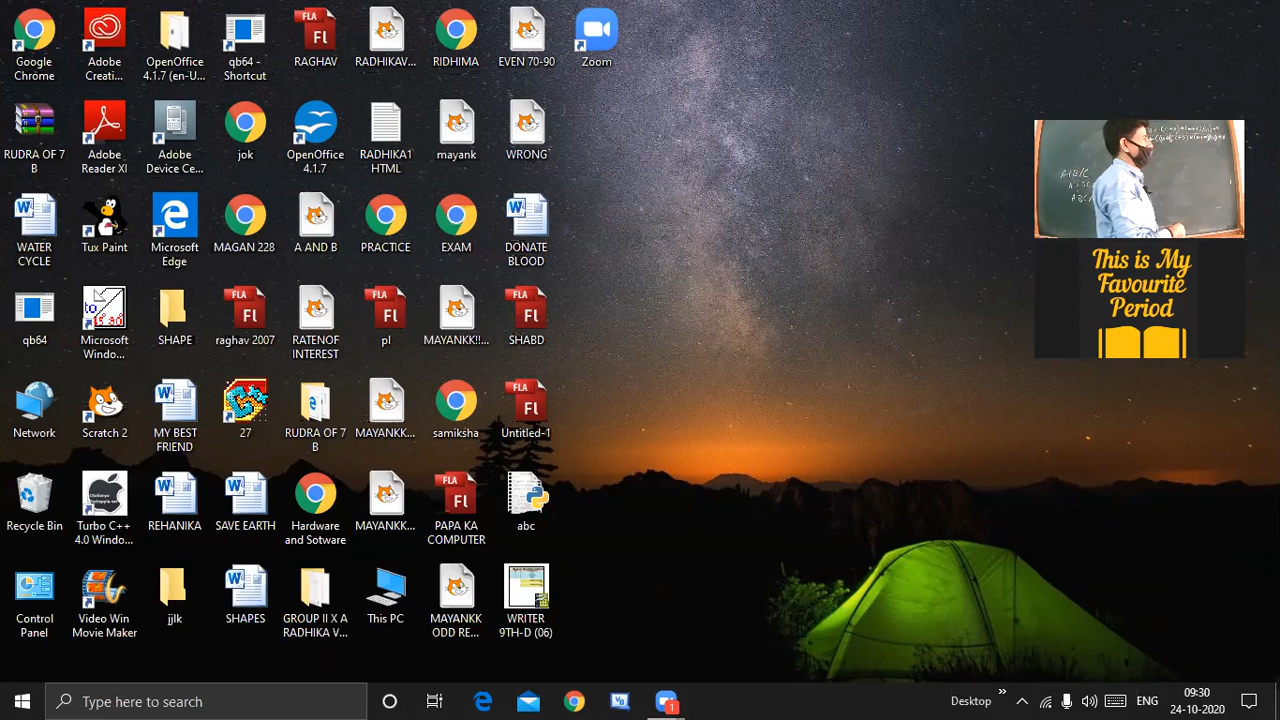 Google Chrome
Adobe Creati...
OpenOffice 4.1.7 (en-U...
qb64 - Shortcut
RAGHAV
RADHIKAV...
RIDHIMA
EVEN 70-90
Zoom
RUDRA OF 7 B
Adobe Reader XI
Adobe Device Ce...
jok
OpenOffice 4.1.7
RADHIKA1 HTML
mayank
WRONG
WATER CYCLE
Tux Paint
Microsoft Edge
MAGAN 228
A AND B
PRACTICE
EXAM
DONATE BLOOD
This is My
Favourite
Period
qb64
Microsoft Windo...
SHAPE
raghav 2007
RATENOF INTEREST
pl
MAYANKK!!...
SHABD
Network
Scratch 2
MY BEST FRIEND
27
RUDRA OF 7 B
MAYANKK...
samiksha
Untitled-1
Recycle Bin
Turbo C++ 4.0 Windo...
REHANIKA
SAVE EARTH
Hardware and Sotware
MAYANKK...
PAPA KA COMPUTER
abc
Control Panel
Video Win Movie Maker
jjlk
SHAPES
GROUP II X A RADHIKA V...
This PC
MAYANKK ODD RE...
WRITER 9TH-D (06)
Type here to search
Desktop
ENG
09:30
24-10-2020